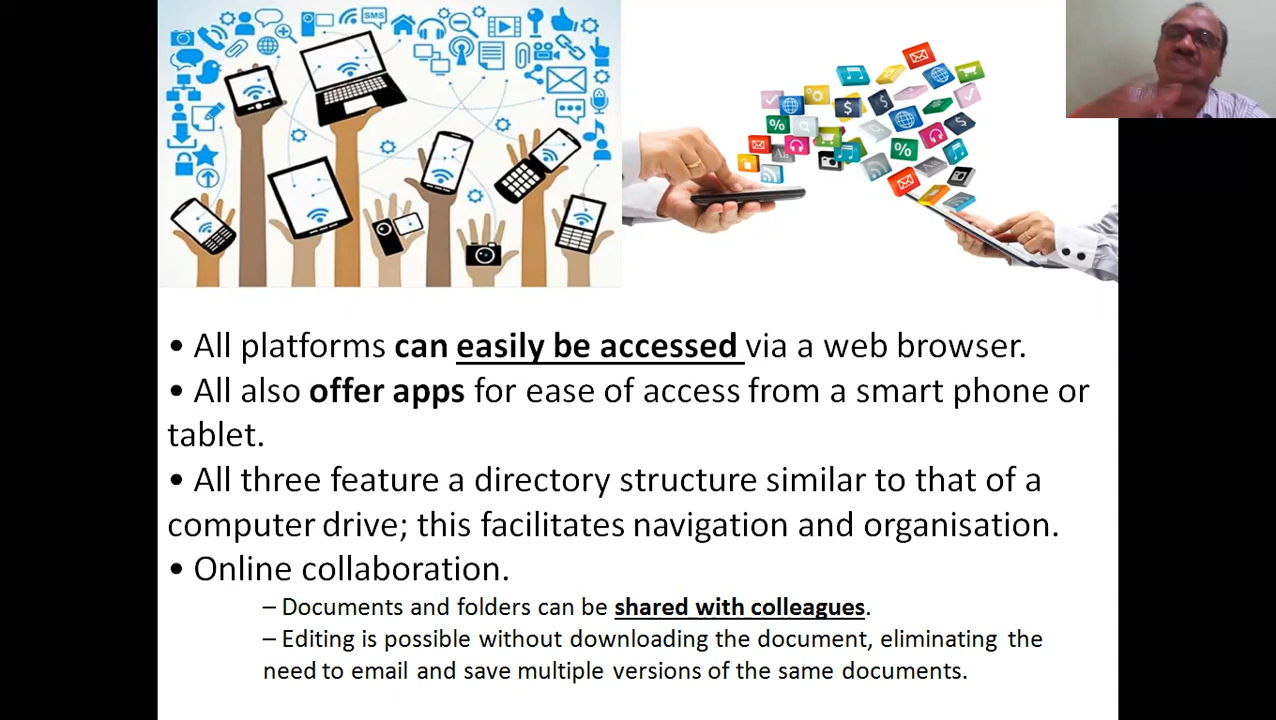 SMS
• All platforms can easily be accessed via a web browser.
• All also offer apps for ease of access from a smart phone or
tablet.
• All three feature a directory structure similar to that of a
computer drive; this facilitates navigation and organisation.
• Online collaboration.
– Documents and folders can be shared with colleagues.
– Editing is possible without downloading the document, eliminating the
need to email and save multiple versions of the same documents.